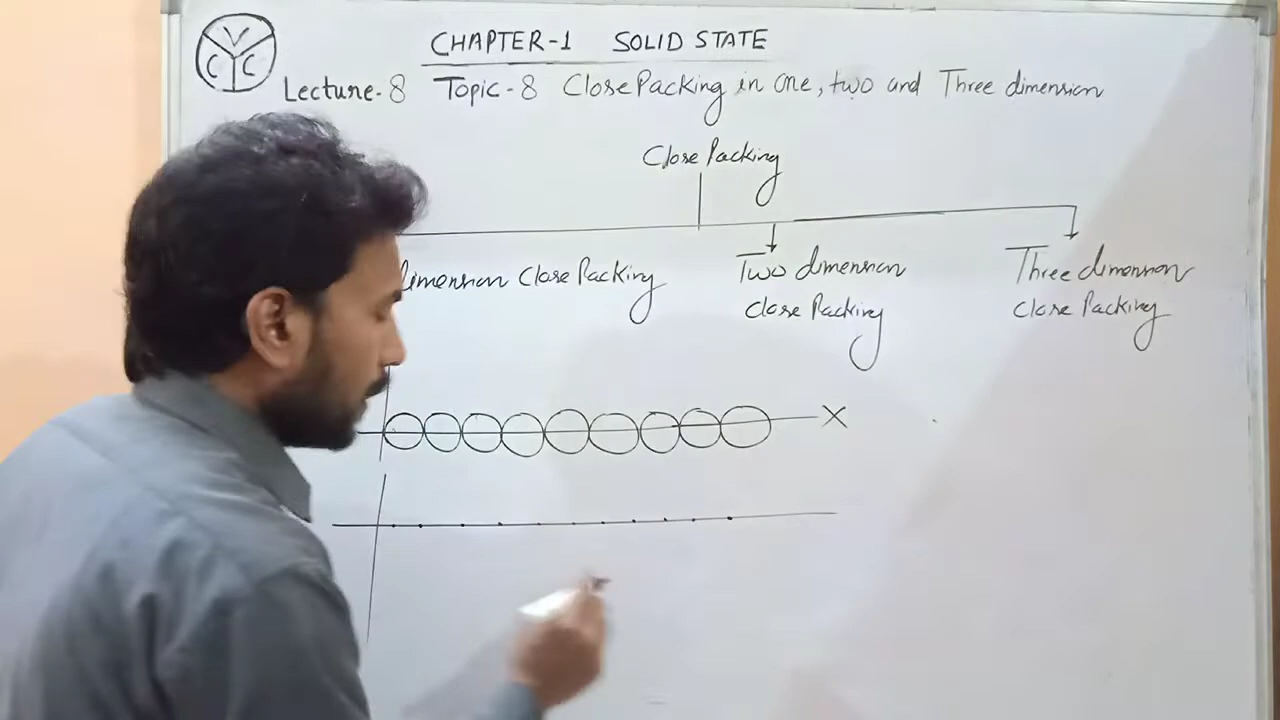 V
C C
CHAPTER-1 SOLID STATE
Lecture-8 Topic-8 Close Packing in one, two and Three dimension
Close Packing
dimension Close Packing
Two dimension
Close Packing
Three dimension
Close Packing
X